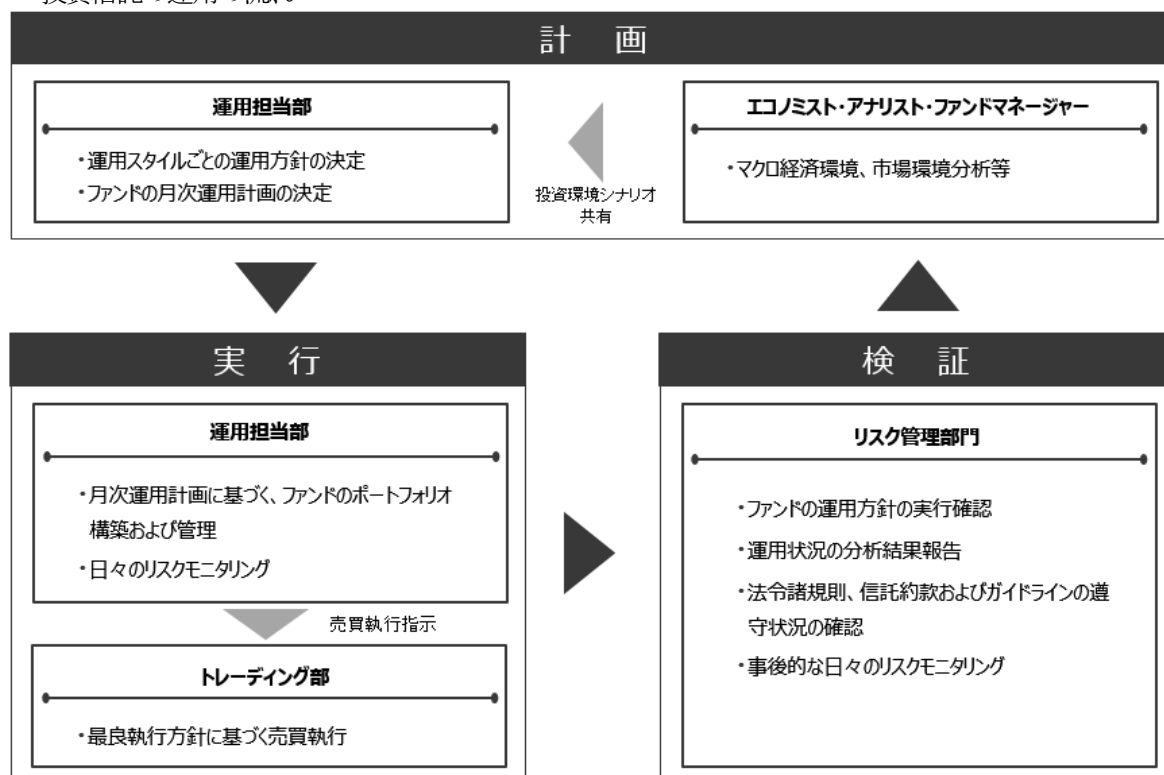 計　画
運用担当部
・運用スタイルごとの運用方針の決定
・ファンドの月次運用計画の決定
投資環境シナリオ
共有
エコノミスト・アナリスト・ファンドマネージャー
・マクロ経済環境、市場環境分析等
実　行
運用担当部
・月次運用計画に基づく、ファンドのポートフォリオ
構築および管理
・日々のリスクモニタリング
売買執行指示
トレーディング部
・最良執行方針に基づく売買執行
検　証
リスク管理部門
・ファンドの運用方針の実行確認
・運用状況の分析結果報告
・法令諸規則、信託約款およびガイドラインの遵
守状況の確認
・事後的な日々のリスクモニタリング